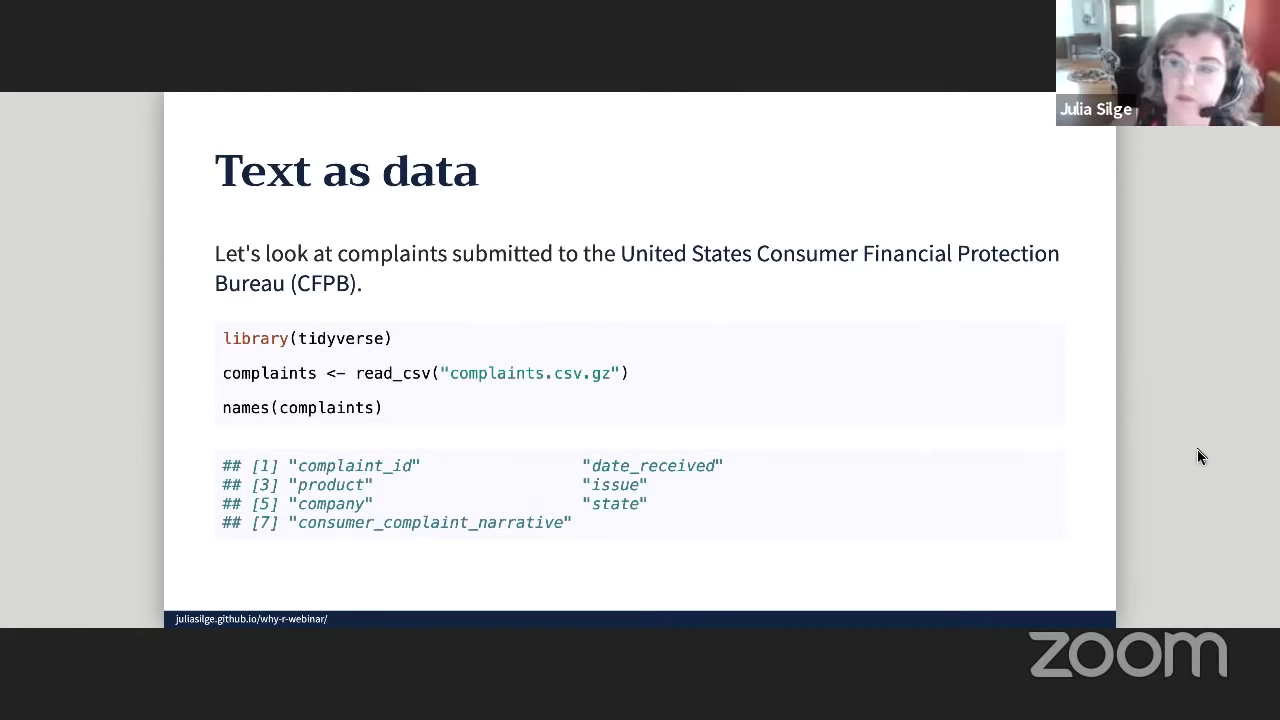 Julia Silge
Text as data
Let's look at complaints submitted to the United States Consumer Financial Protection
Bureau (CFPB).
library(tidyverse)
complaints <- read_csv("complaints.csv.gz")
names(complaints)
## [1] "complaint_id" "date_received"
## [3] "product" "issue"
## [5] "company" "state"
## [7] "consumer_complaint_narrative"
juliasilge.github.io/why-r-webinar/
zoom